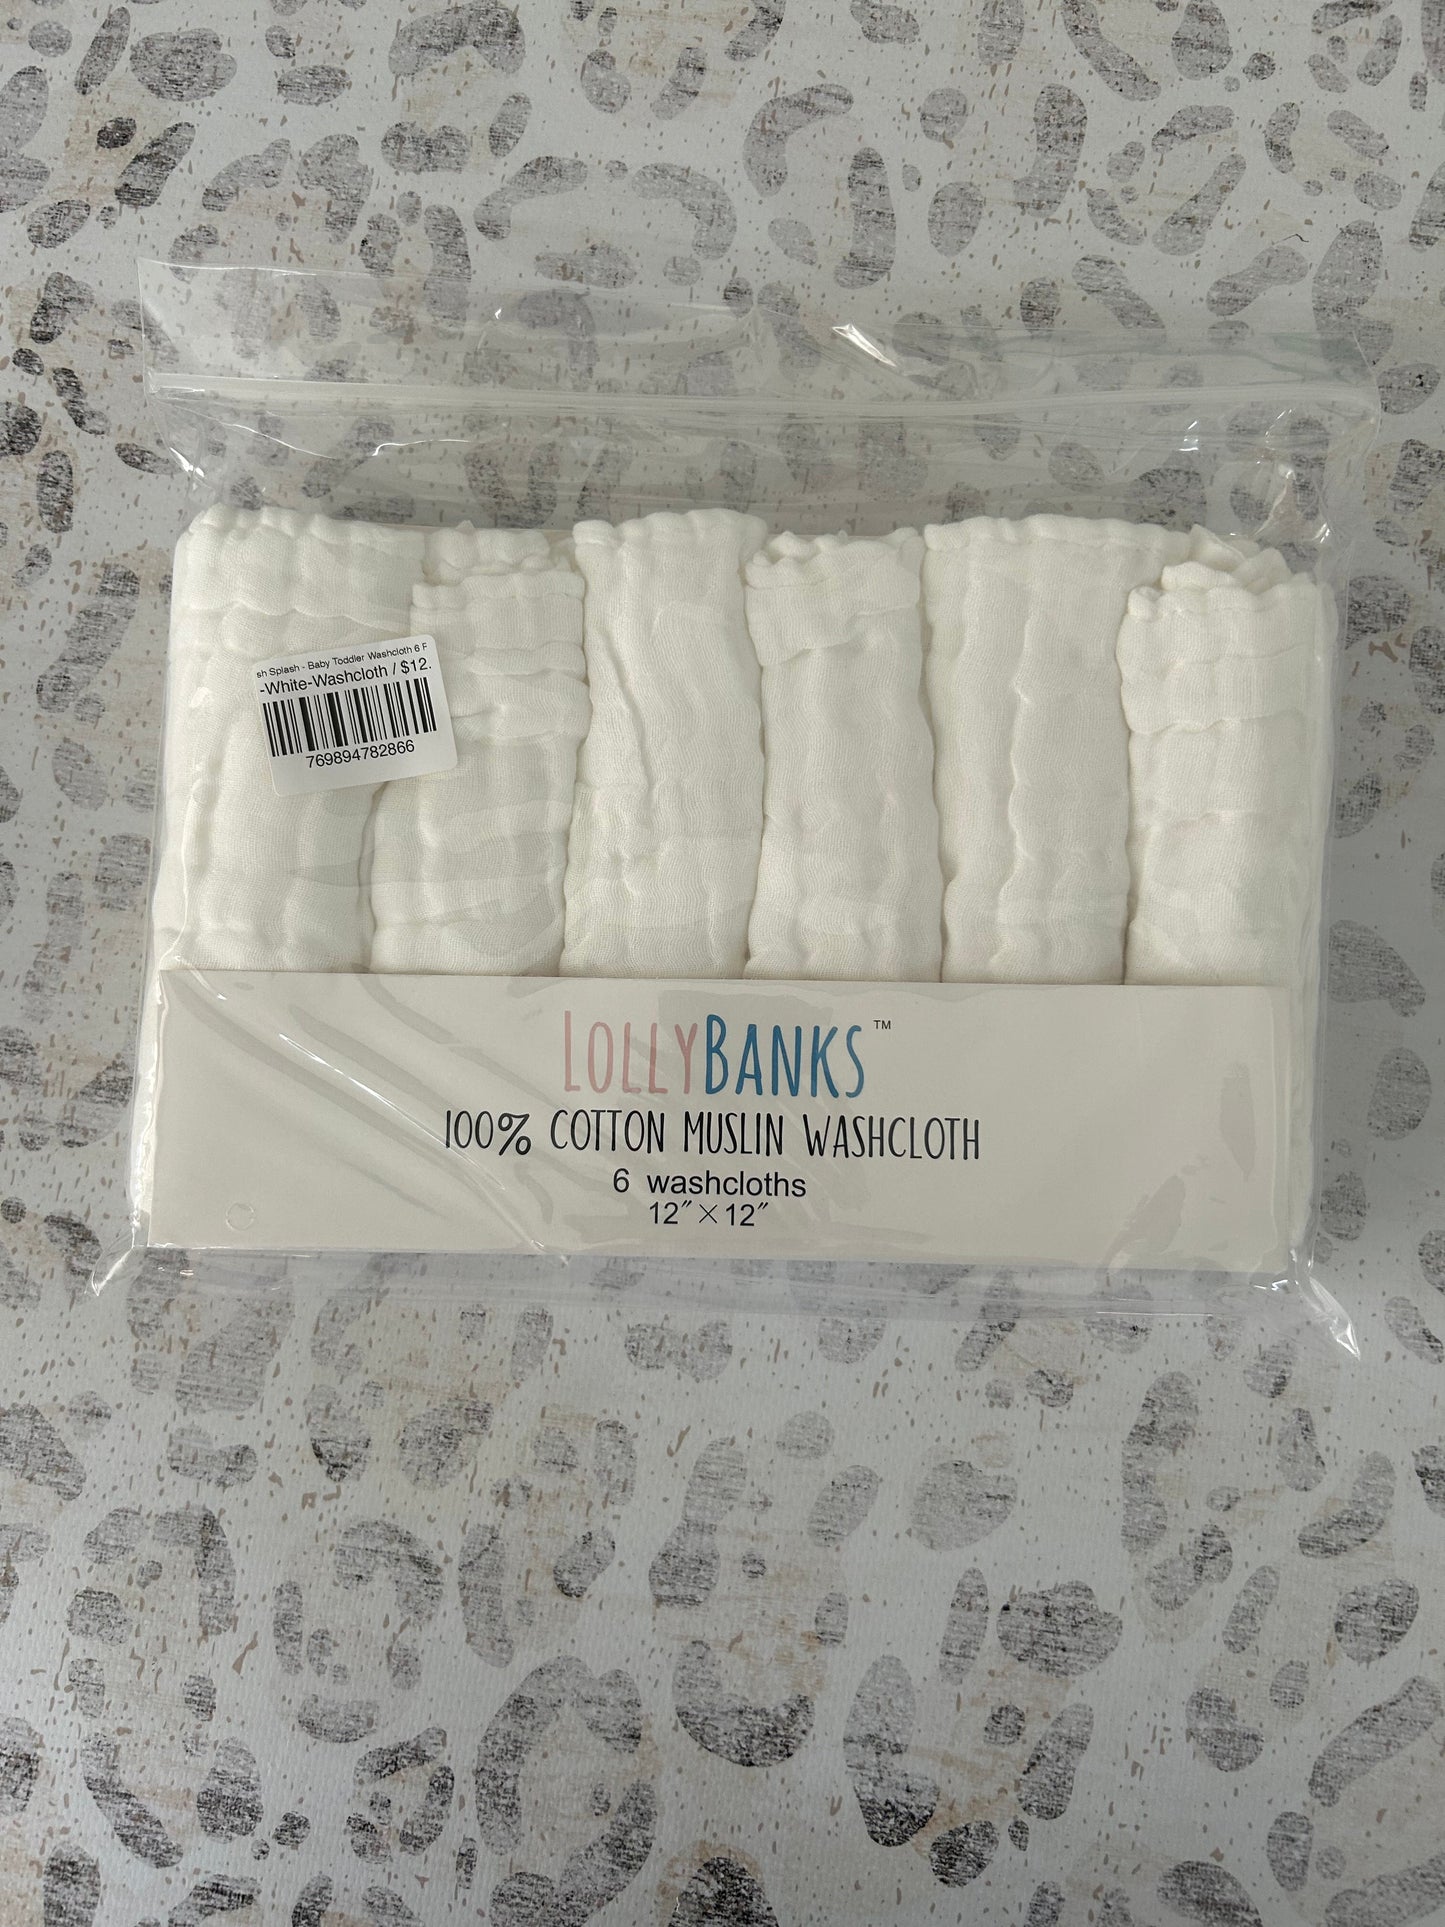 sh Splash - Baby Toddler Washcloth 6 P
-White-Washcloth / $12.
769894782866
LOLLYBANKS™
100% COTTON MUSLIN WASHCLOTH
6 washcloths
12"×12"